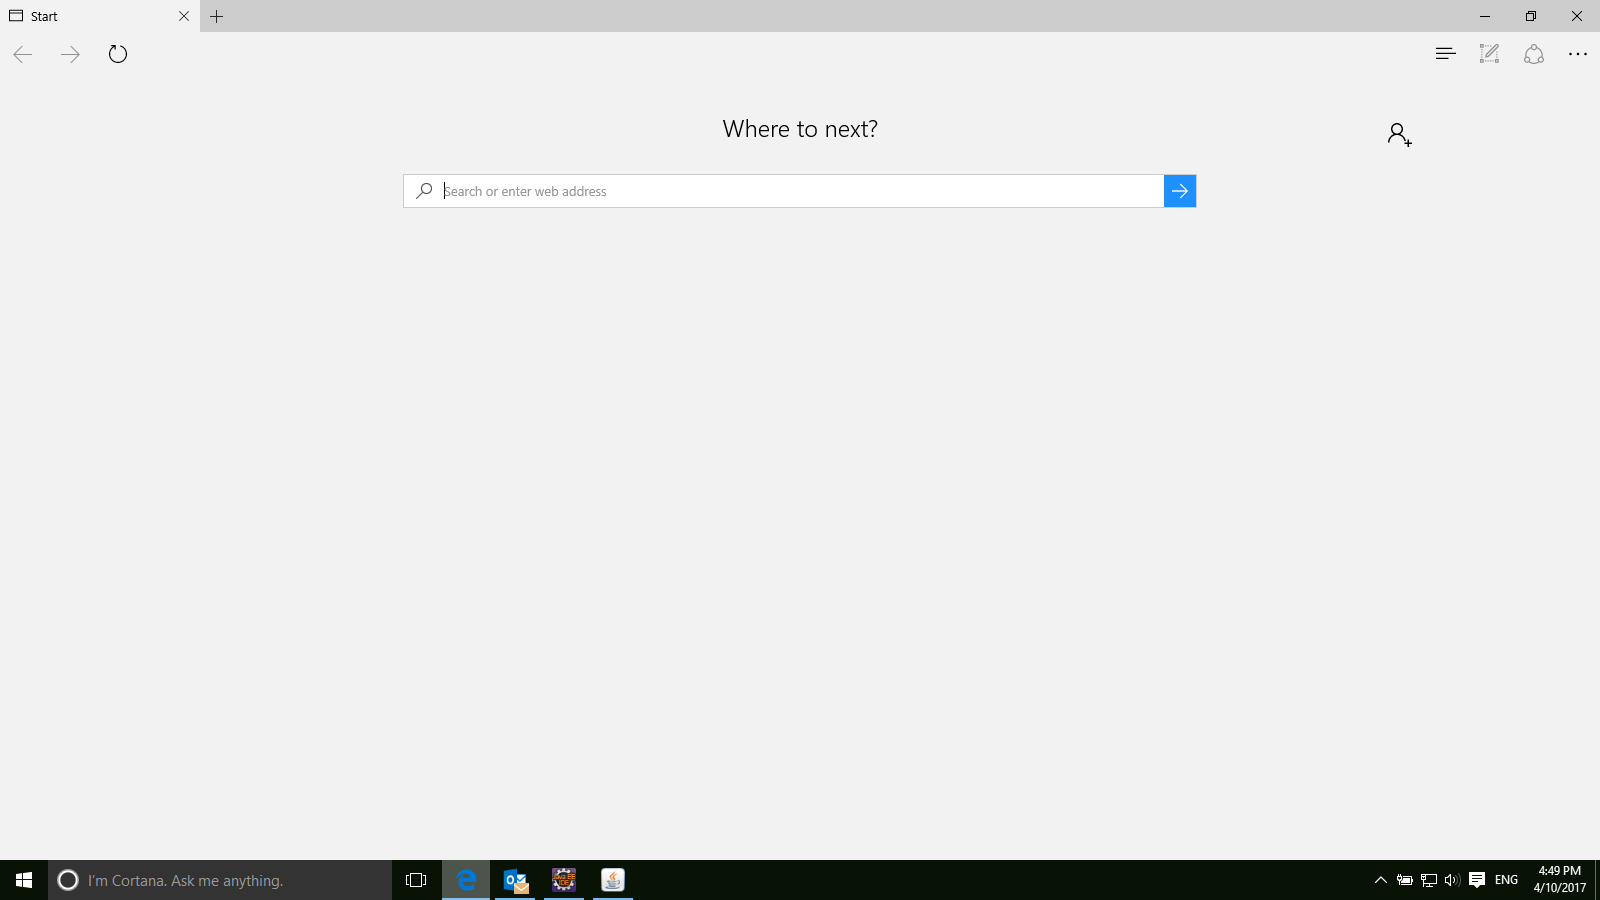 Start
Where to next?
Search or enter web address
I'm Cortana. Ask me anything.
ENG
4:49 PM
4/10/2017